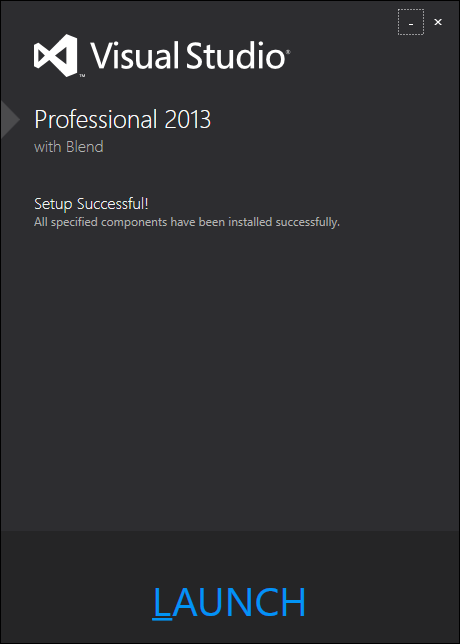 Visual Studio®
Professional 2013
with Blend
Setup Successful!
All specified components have been installed successfully.
LAUNCH